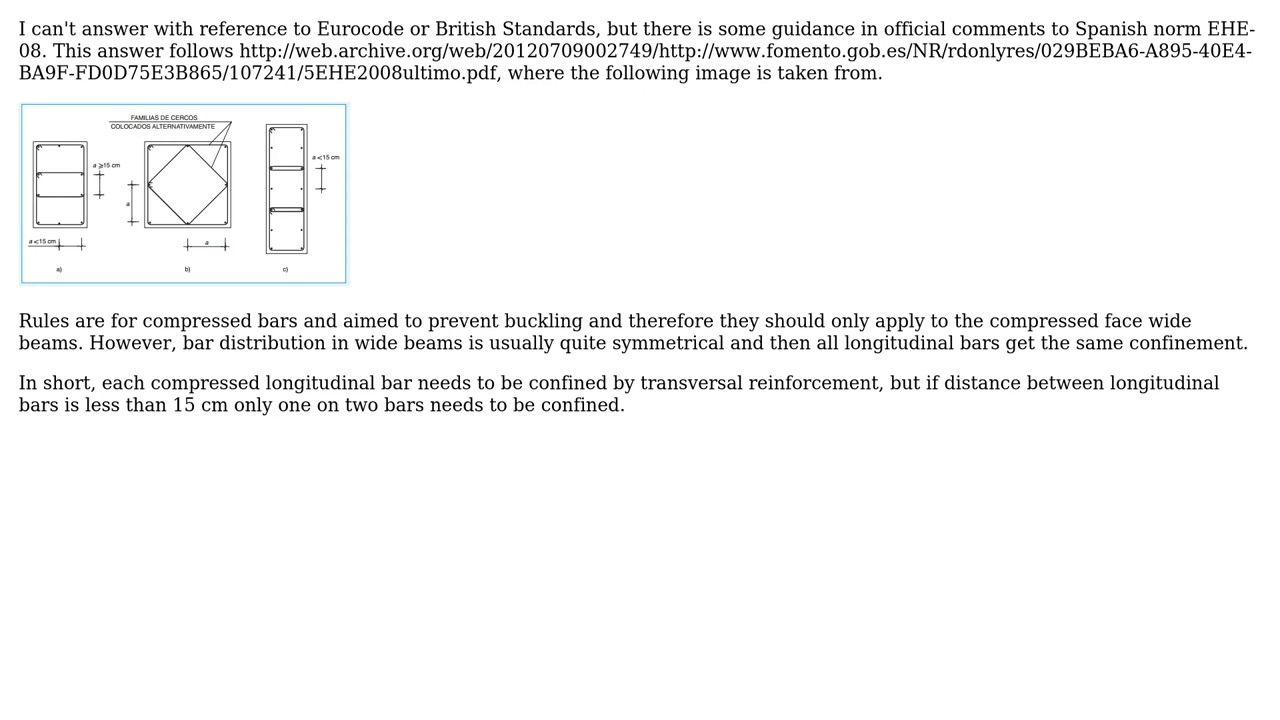 I can't answer with reference to Eurocode or British Standards, but there is some guidance in official comments to Spanish norm EHE-
08. This answer follows http://web.archive.org/web/20120709002749/http://www.fomento.gob.es/NR/rdonlyres/029BEBA6-A895-40E4-
BA9F-FD0D75E3B865/107241/5EHE2008ultimo.pdf, where the following image is taken from.
FAMILIAS DE CERCOS
COLOCADOS ALTERNATIVAMENTE
a ≥15 cm
a <15 cm
a <15 cm
a
a
a)
b)
c)
Rules are for compressed bars and aimed to prevent buckling and therefore they should only apply to the compressed face wide
beams. However, bar distribution in wide beams is usually quite symmetrical and then all longitudinal bars get the same confinement.
In short, each compressed longitudinal bar needs to be confined by transversal reinforcement, but if distance between longitudinal
bars is less than 15 cm only one on two bars needs to be confined.